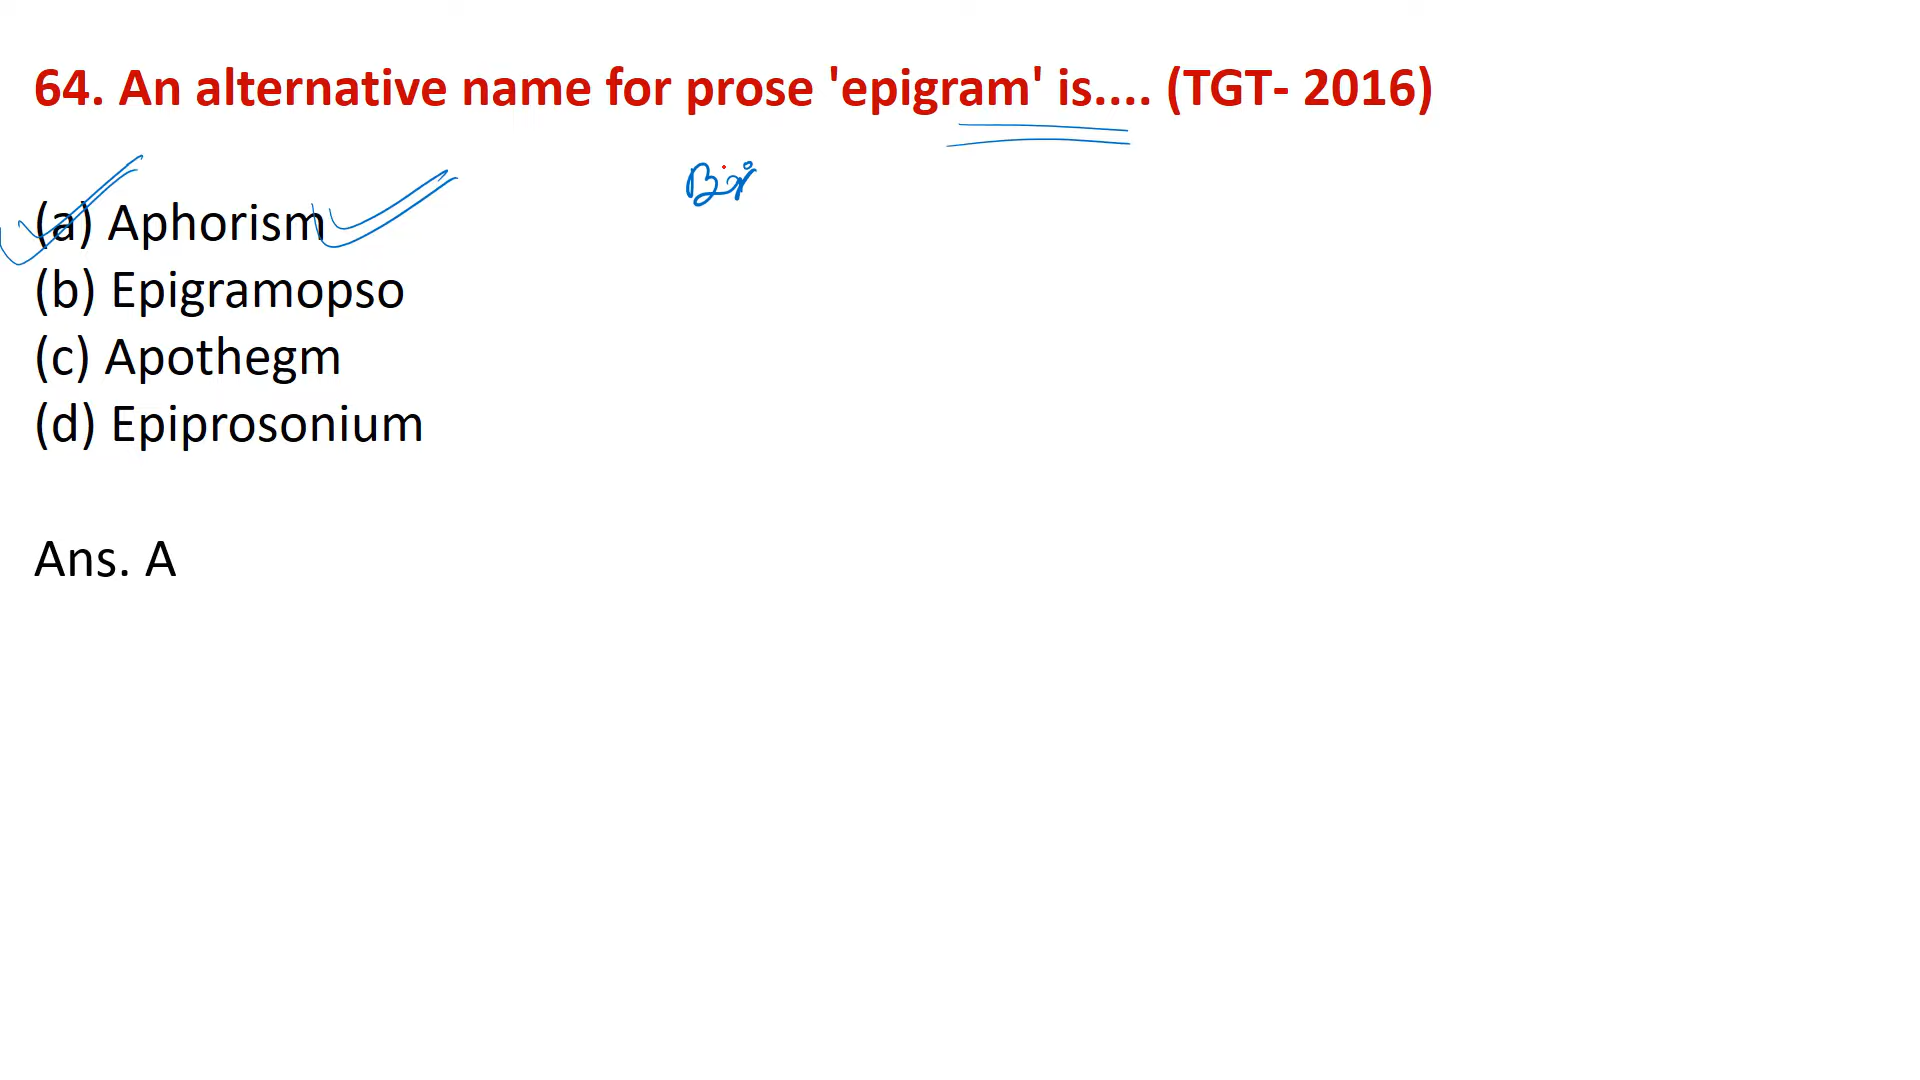 64. An alternative name for prose 'epigram' is.... (TGT- 2016)
(a) Aphorism
(b) Epigramopso
(c) Apothegm
(d) Epiprosonium
Ans. A